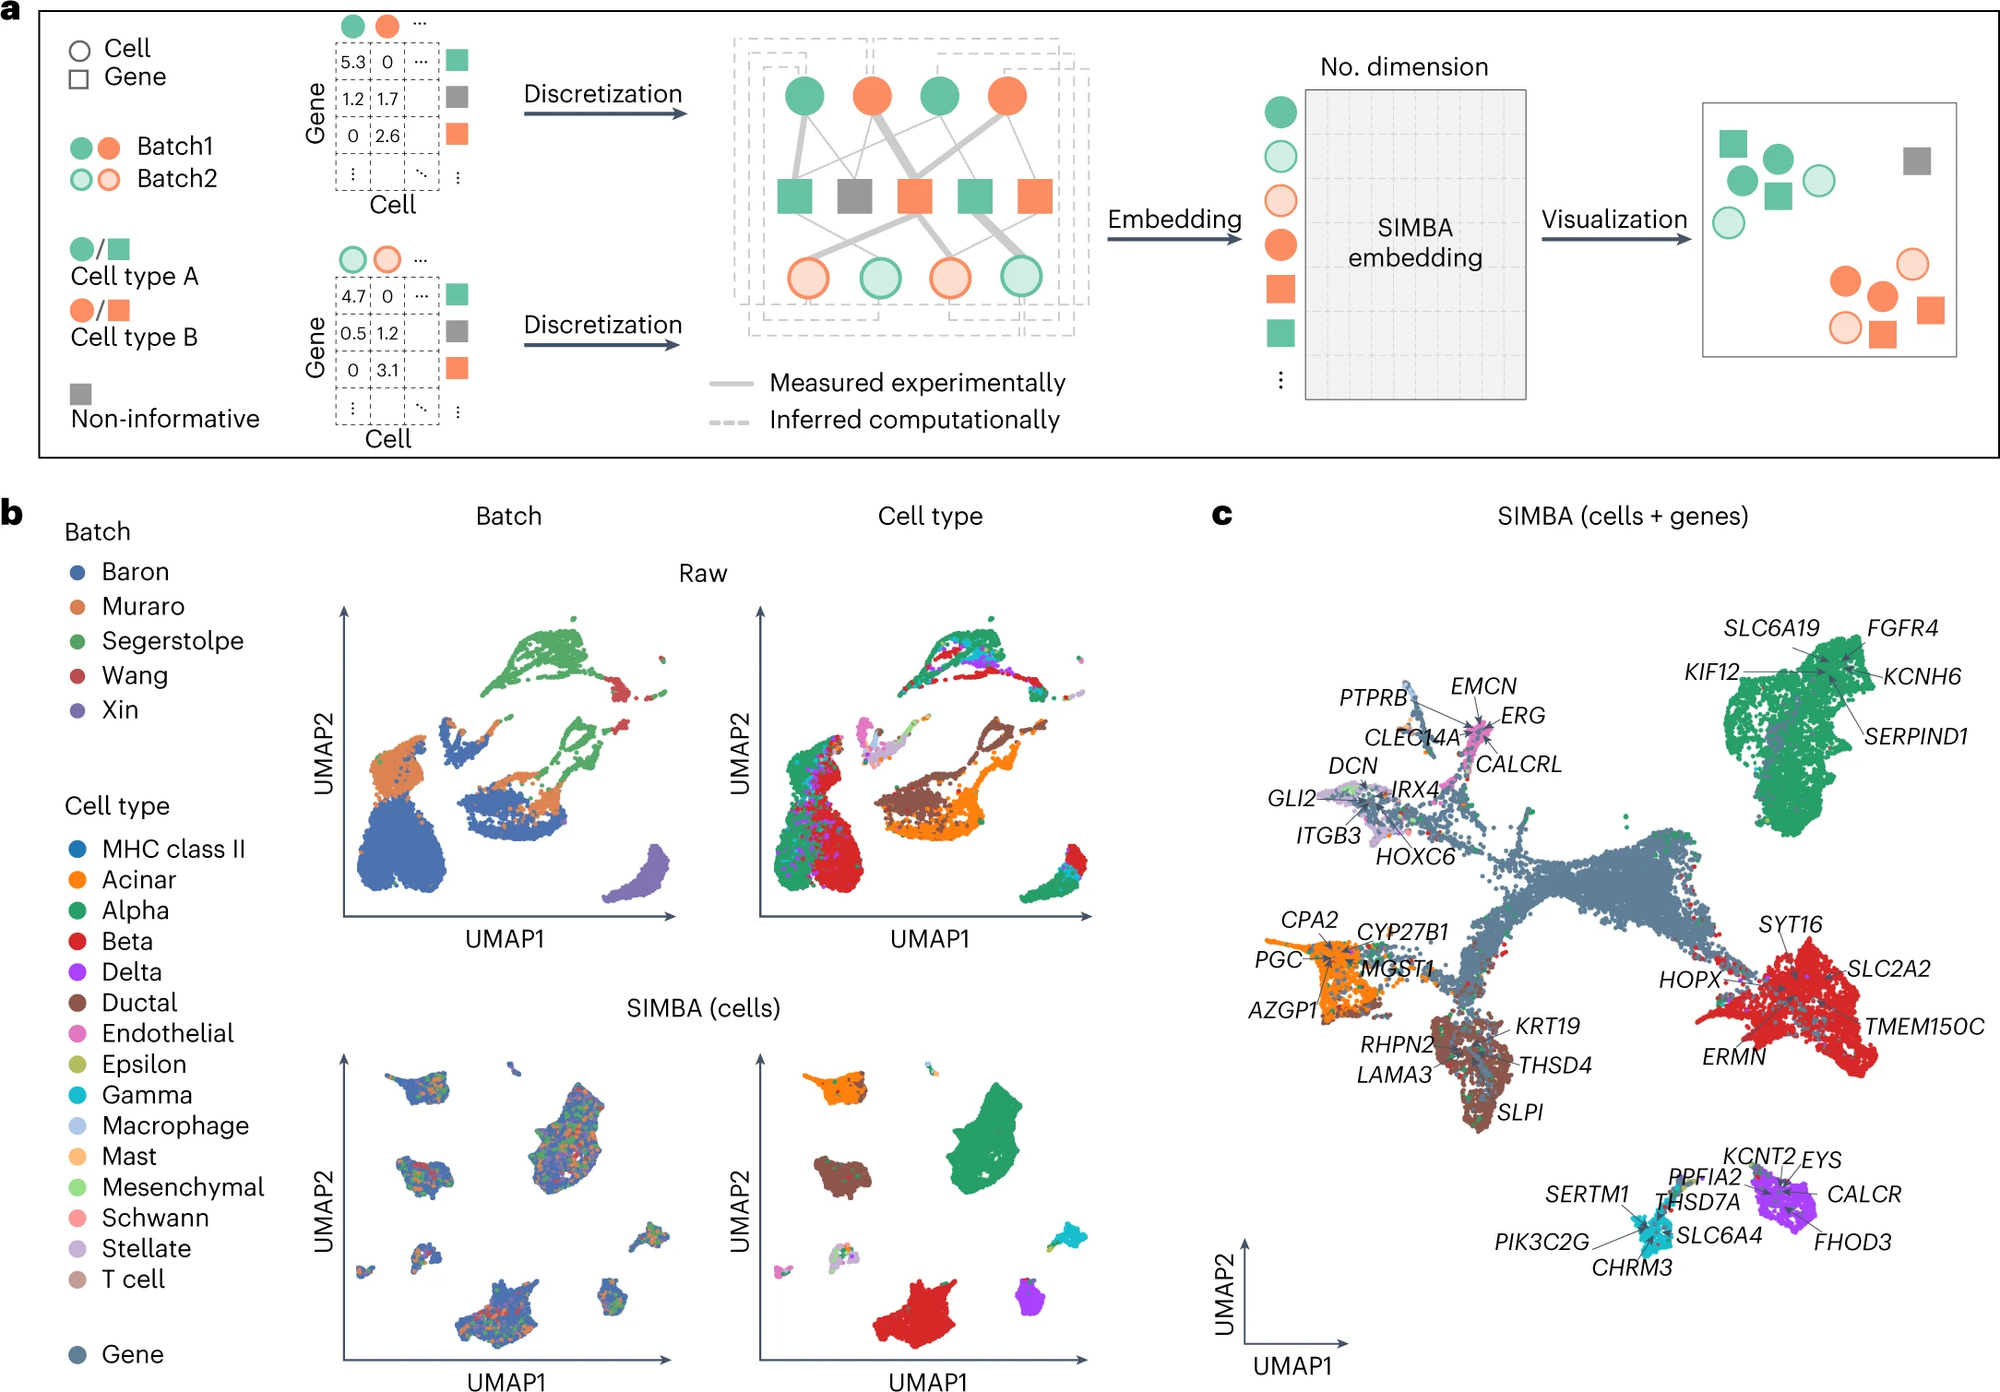 a
Cell
Gene
Batch1
Batch2
/
Cell type A
/
Cell type B
Non-informative
...
5.3 0 ...
1.2 1.7
0 2.6
Gene
Cell
...
4.7 0 ...
0.5 1.2
0 3.1
Gene
Cell
Discretization
Discretization
Measured experimentally
Inferred computationally
Embedding
No. dimension
SIMBA
embedding
Visualization
b
Batch
Baron
Muraro
Segerstolpe
Wang
Xin
Cell type
MHC class II
Acinar
Alpha
Beta
Delta
Ductal
Endothelial
Epsilon
Gamma
Macrophage
Mast
Mesenchymal
Schwann
Stellate
T cell
Gene
Batch
Cell type
Raw
UMAP2
UMAP1
UMAP2
UMAP1
SIMBA (cells)
UMAP2
UMAP1
UMAP2
UMAP1
c
SIMBA (cells + genes)
SLC6A19
FGFR4
KIF12
KCNH6
SERPIND1
PTPRB
EMCN
ERG
CLEC14A
CALCRL
DCN
GLI2
IRX4
ITGB3
HOXC6
CPA2
CYP27B1
PGC
MGST1
AZGP1
SYT16
HOPX
SLC2A2
TMEM150C
ERMN
RHPN2
KRT19
LAMA3
THSD4
SLPI
KCNT2
EYS
PPFIA2
SERTM1
THSD7A
CALCR
PIK3C2G
SLC6A4
FHOD3
CHRM3
UMAP2
UMAP1